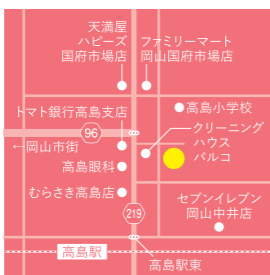 天満屋
ハピーズ
国府市場店
ファミリーマート
岡山国府市場店
トマト銀行高島支店
高島小学校
96
クリーニング
ハウス
パルコ
←岡山市街
高島眼科
むらさき高島店
219
セブンイレブン
岡山中井店
高島駅
高島駅東